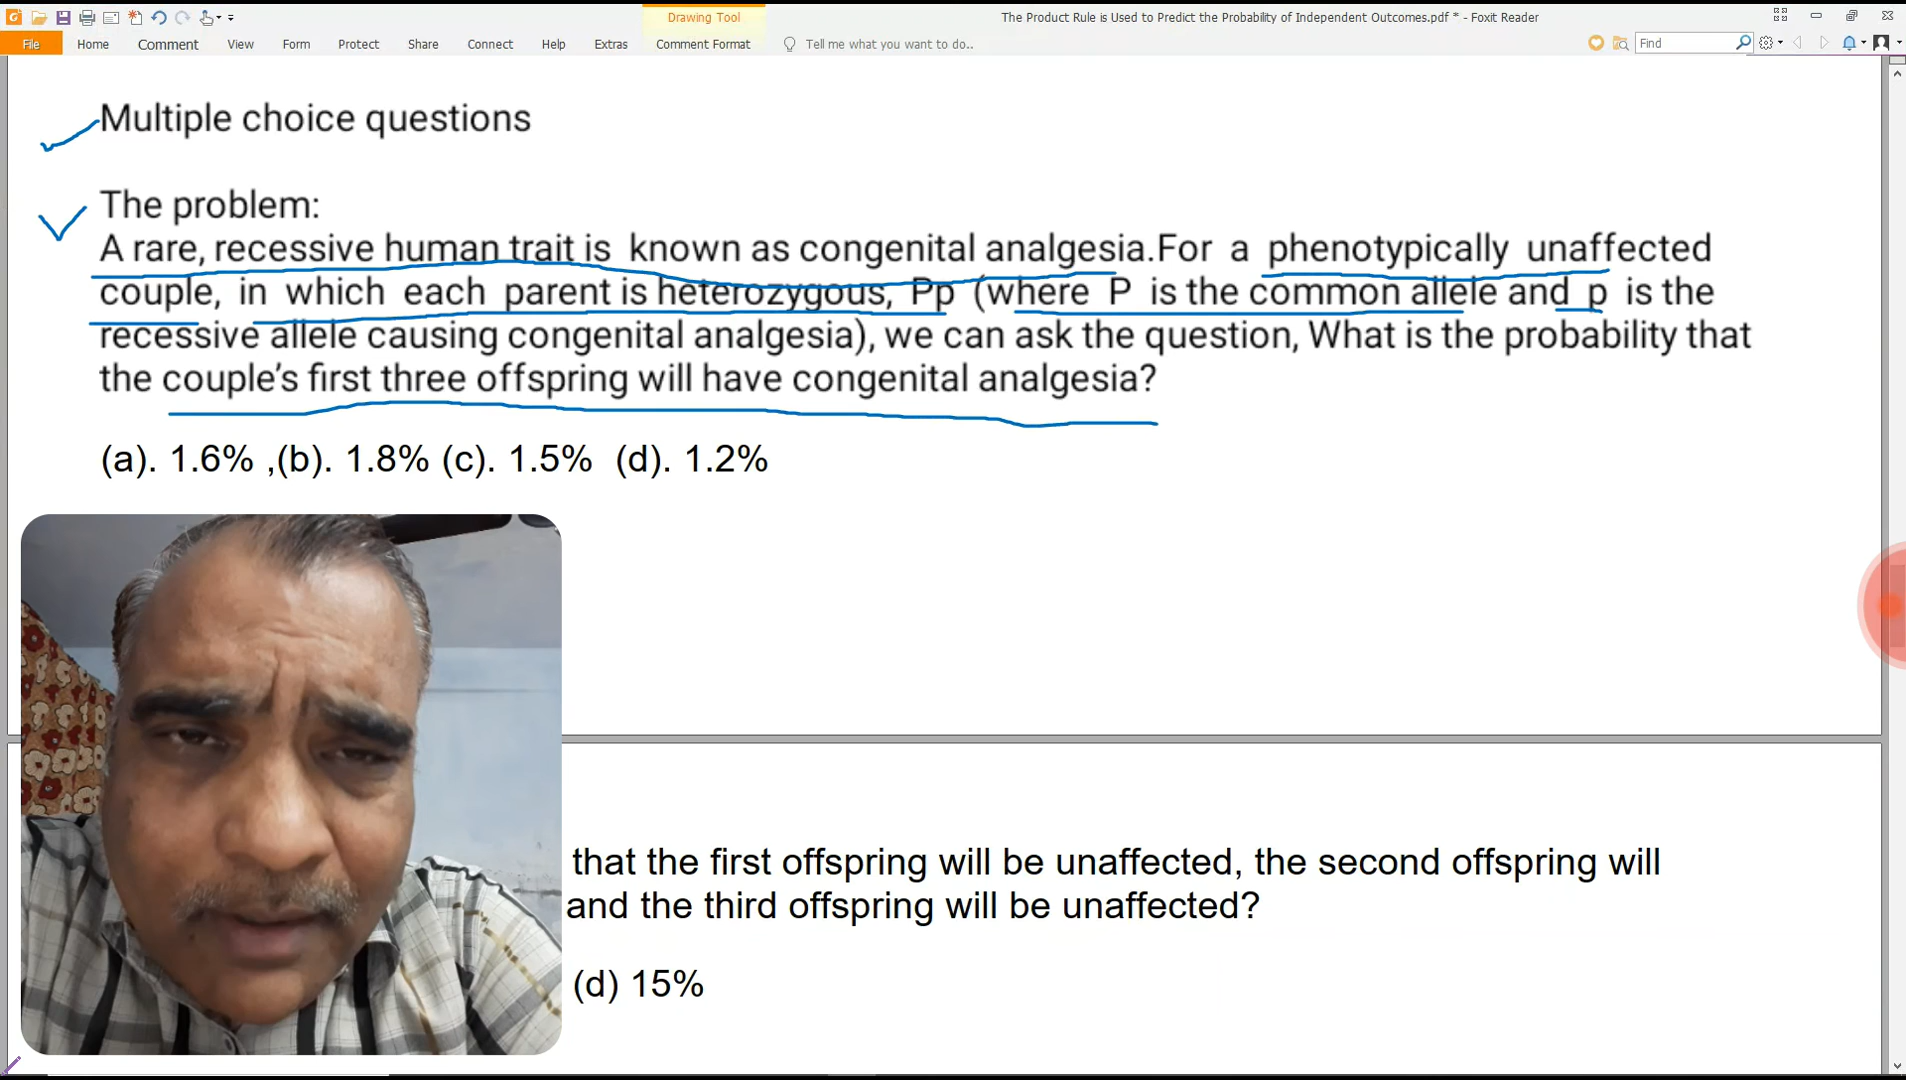 Drawing Tool
The Product Rule is Used to Predict the Probability of Independent Outcomes.pdf * - Foxit Reader
File Home Comment View Form Protect Share Connect Help Extras Comment Format Tell me what you want to do.. Find
Multiple choice questions
The problem:
A rare, recessive human trait is known as congenital analgesia.For a phenotypically unaffected
couple, in which each parent is heterozygous, Pp (where P is the common allele and p is the
recessive allele causing congenital analgesia), we can ask the question, What is the probability that
the couple's first three offspring will have congenital analgesia?
(a). 1.6% ,(b). 1.8% (c). 1.5% (d). 1.2%
that the first offspring will be unaffected, the second offspring will
and the third offspring will be unaffected?
(d) 15%